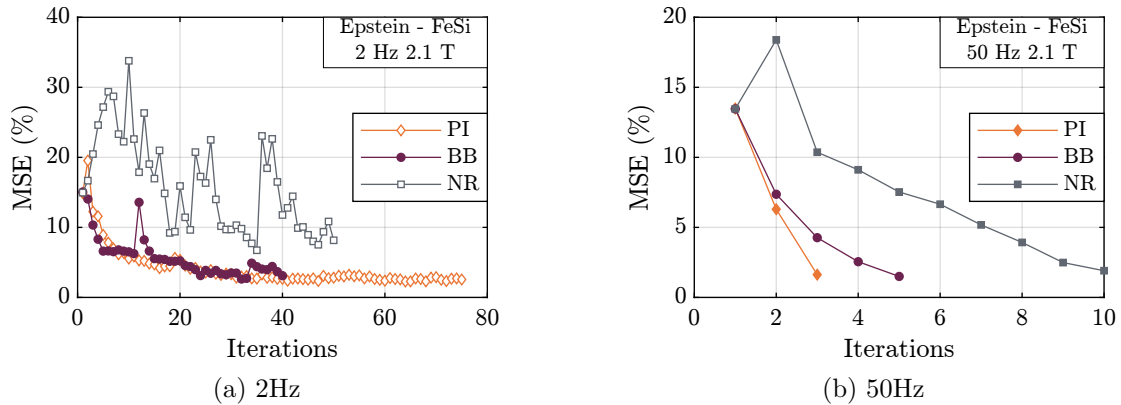 Epstein - FeSi
2 Hz 2.1 T
PI
BB
NR
MSE (%)
40
30
20
10
0
0
20
40
60
80
Iterations
(a) 2Hz
Epstein - FeSi
50 Hz 2.1 T
PI
BB
NR
MSE (%)
20
15
10
5
0
0
2
4
6
8
10
Iterations
(b) 50Hz